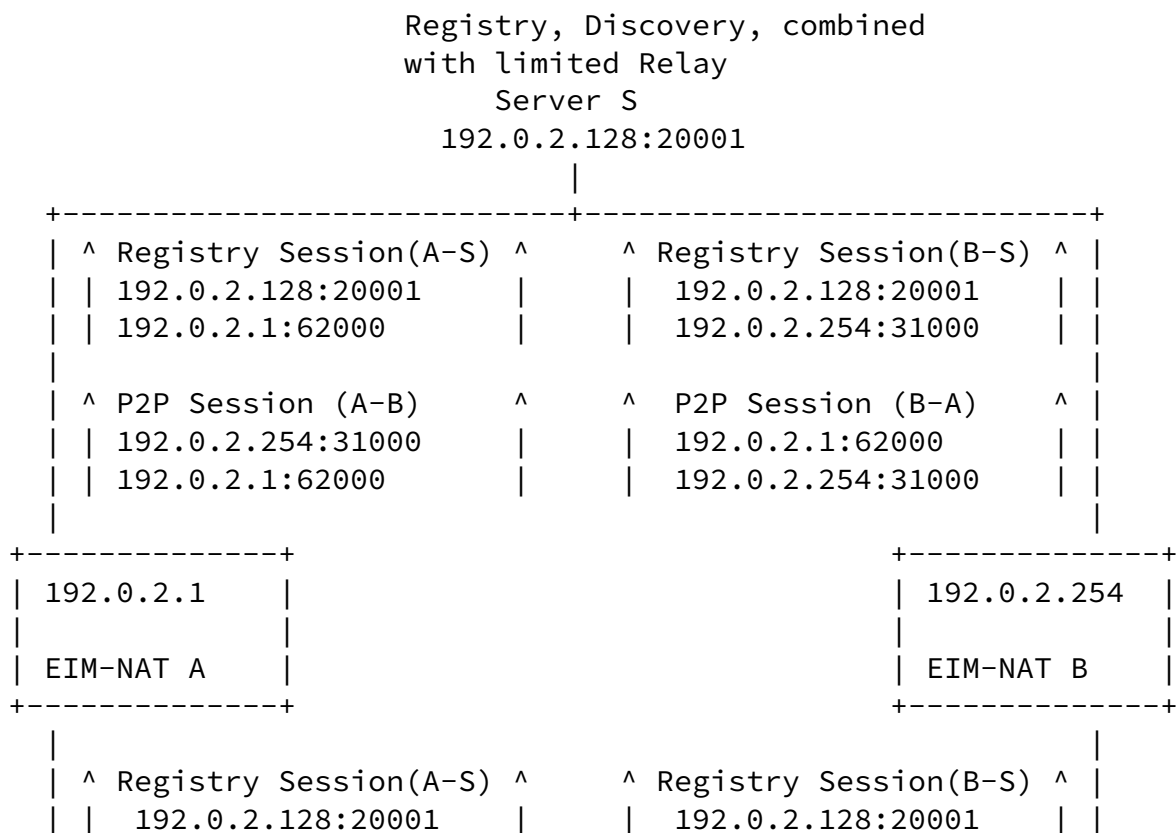 Registry, Discovery, combined
with limited Relay
Server S
192.0.2.128:20001
|
+----------------------------+----------------------------+
| ^ Registry Session(A-S) ^     ^ Registry Session(B-S) ^ |
| | 192.0.2.128:20001     |     |  192.0.2.128:20001    | |
| | 192.0.2.1:62000       |     |  192.0.2.254:31000    | |
|                                                         |
| ^ P2P Session (A-B)     ^     ^  P2P Session (B-A)    ^ |
| | 192.0.2.254:31000     |     |  192.0.2.1:62000      | |
| | 192.0.2.1:62000       |     |  192.0.2.254:31000    | |
|                                                         |
+--------------+                                 +--------------+
| 192.0.2.1    |                                 | 192.0.2.254  |
|              |                                 |              |
| EIM-NAT A    |                                 | EIM-NAT B    |
+--------------+                                 +--------------+
|                                                         |
| ^ Registry Session(A-S) ^     ^ Registry Session(B-S) ^ |
| |  192.0.2.128:20001    |     |  192.0.2.128:20001    | |